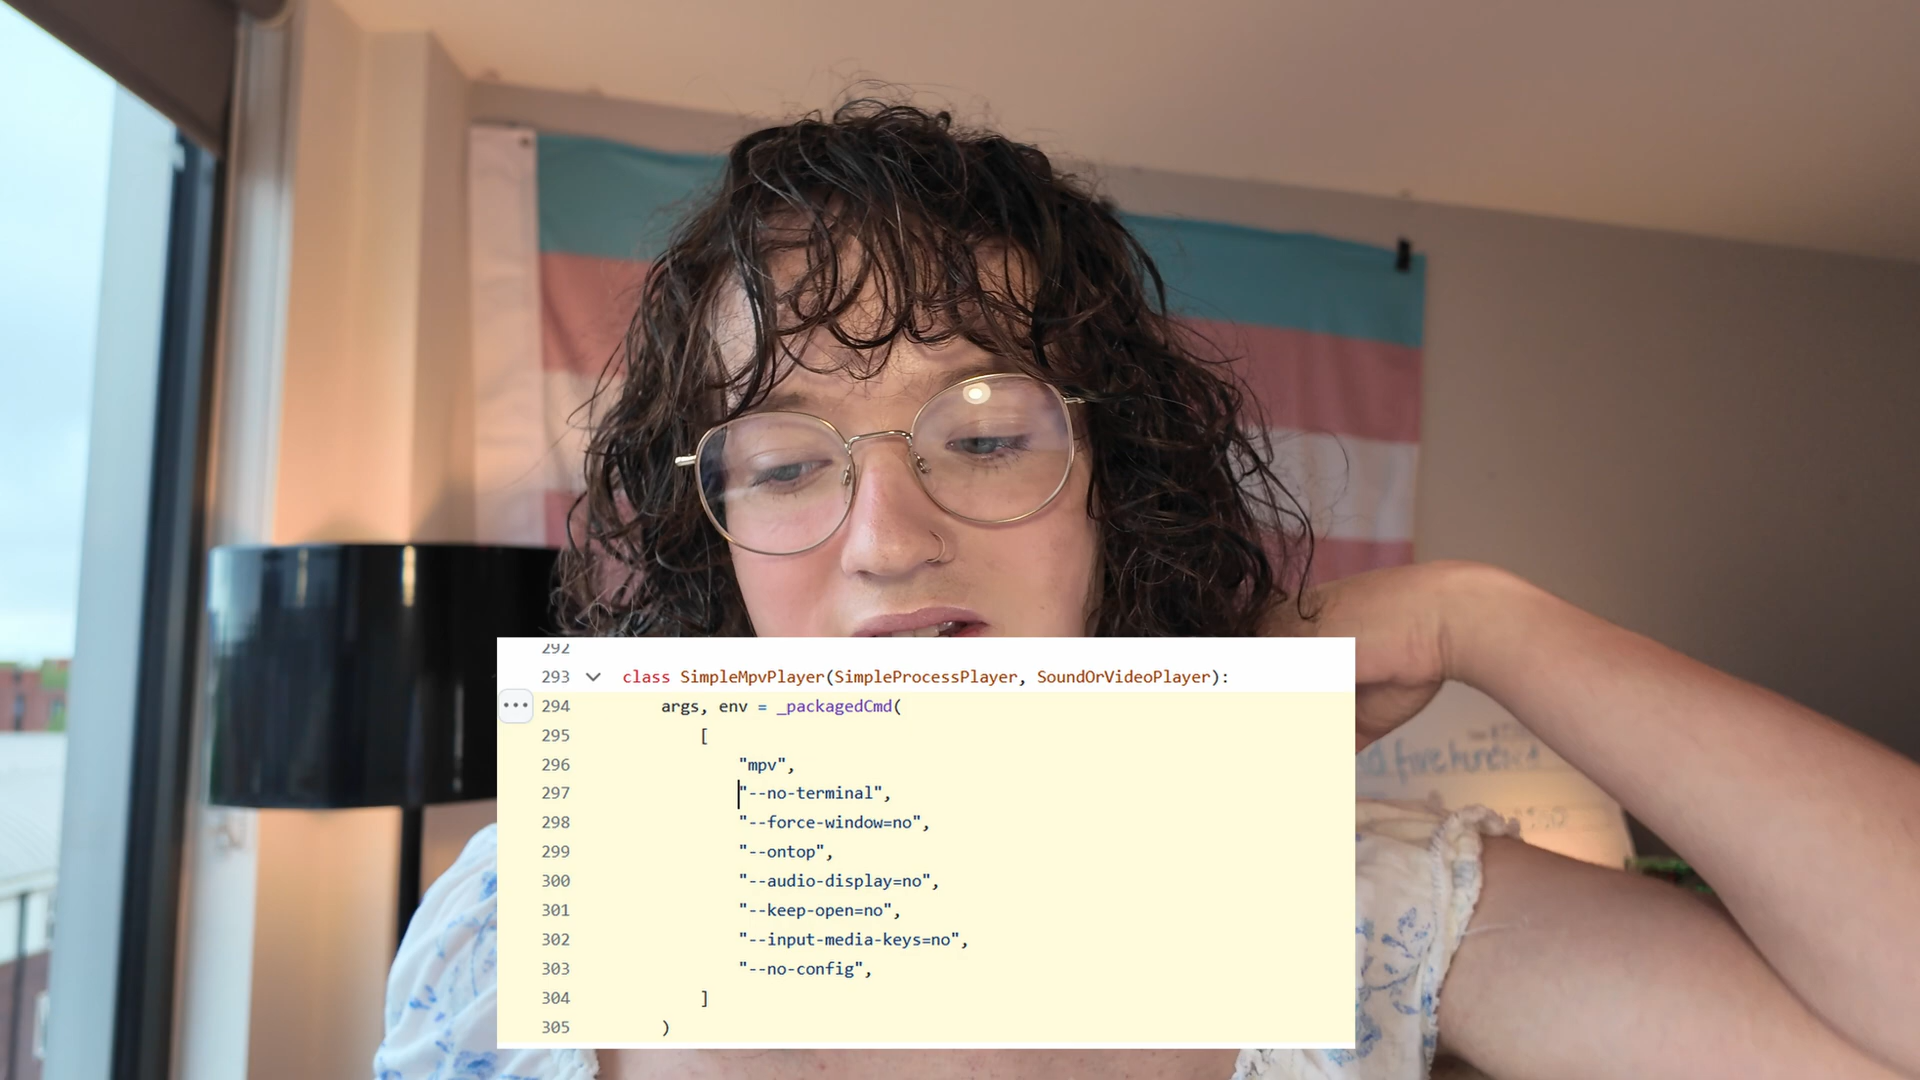 292
293 class SimpleMpvPlayer(SimpleProcessPlayer, SoundOrVideoPlayer):
294 args, env = _packagedCmd(
295 [
296 "mpv",
297 "--no-terminal",
298 "--force-window=no",
299 "--ontop",
300 "--audio-display=no",
301 "--keep-open=no",
302 "--input-media-keys=no",
303 "--no-config",
304 ]
305 )
five hundred